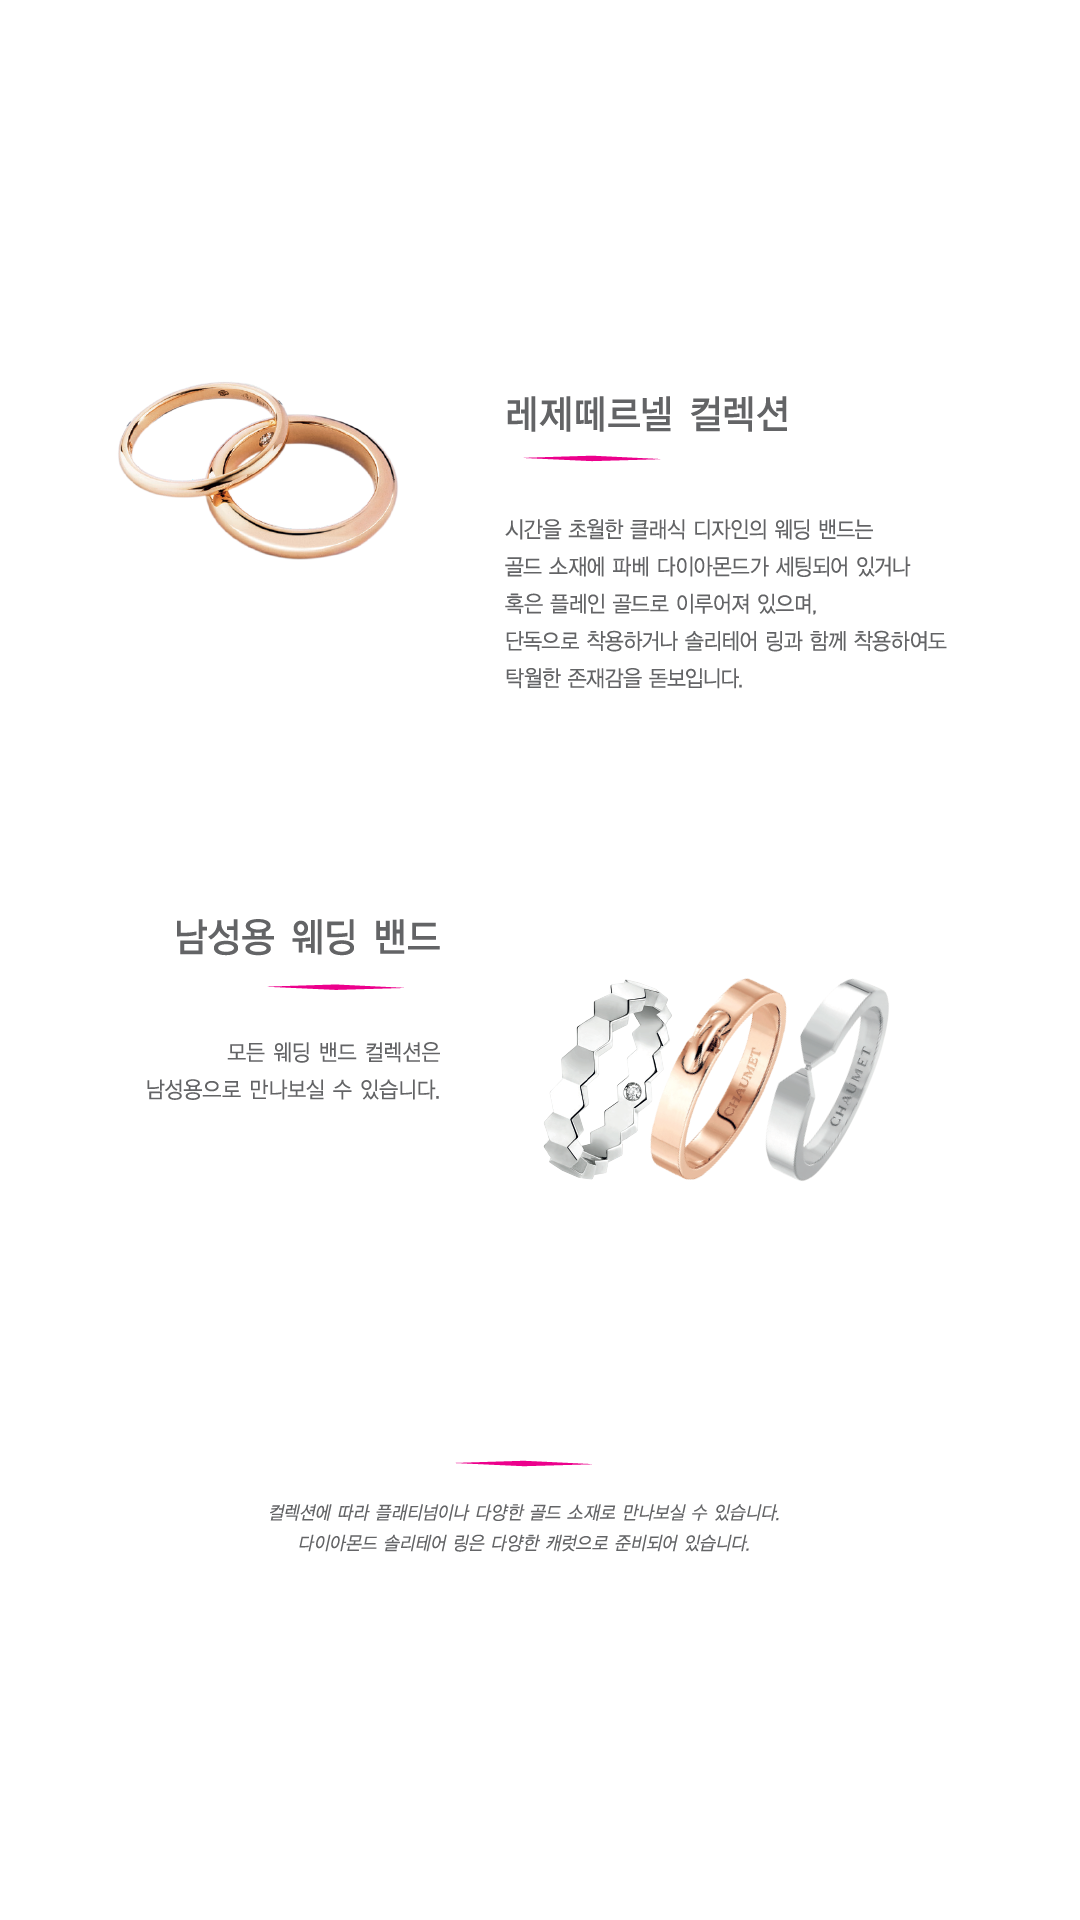 레제떼르넬 컬렉션
시간을 초월한 클래식 디자인의 웨딩 밴드는
골드 소재에 파베 다이아몬드가 세팅되어 있거나
혹은 플레인 골드로 이루어져 있으며,
단독으로 착용하거나 솔리테어 링과 함께 착용하여도
탁월한 존재감을 돋보입니다.
남성용 웨딩 밴드
모든 웨딩 밴드 컬렉션은
남성용으로 만나보실 수 있습니다.
CHAUMET
CHAUMET
컬렉션에 따라 플래티넘이나 다양한 골드 소재로 만나보실 수 있습니다.
다이아몬드 솔리테어 링은 다양한 캐럿으로 준비되어 있습니다.